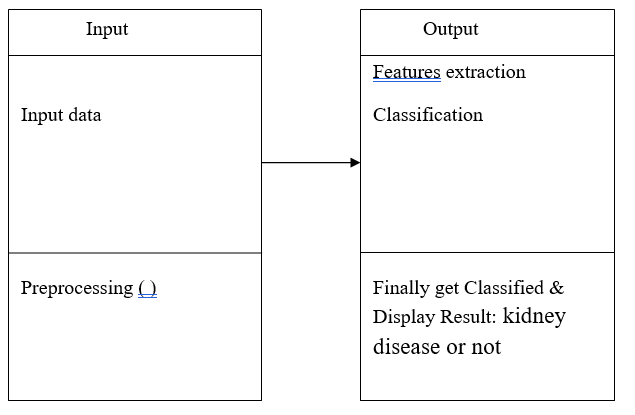 Input
Input data
Preprocessing ( )
Output
Features extraction
Classification
Finally get Classified &
Display Result: kidney
disease or not